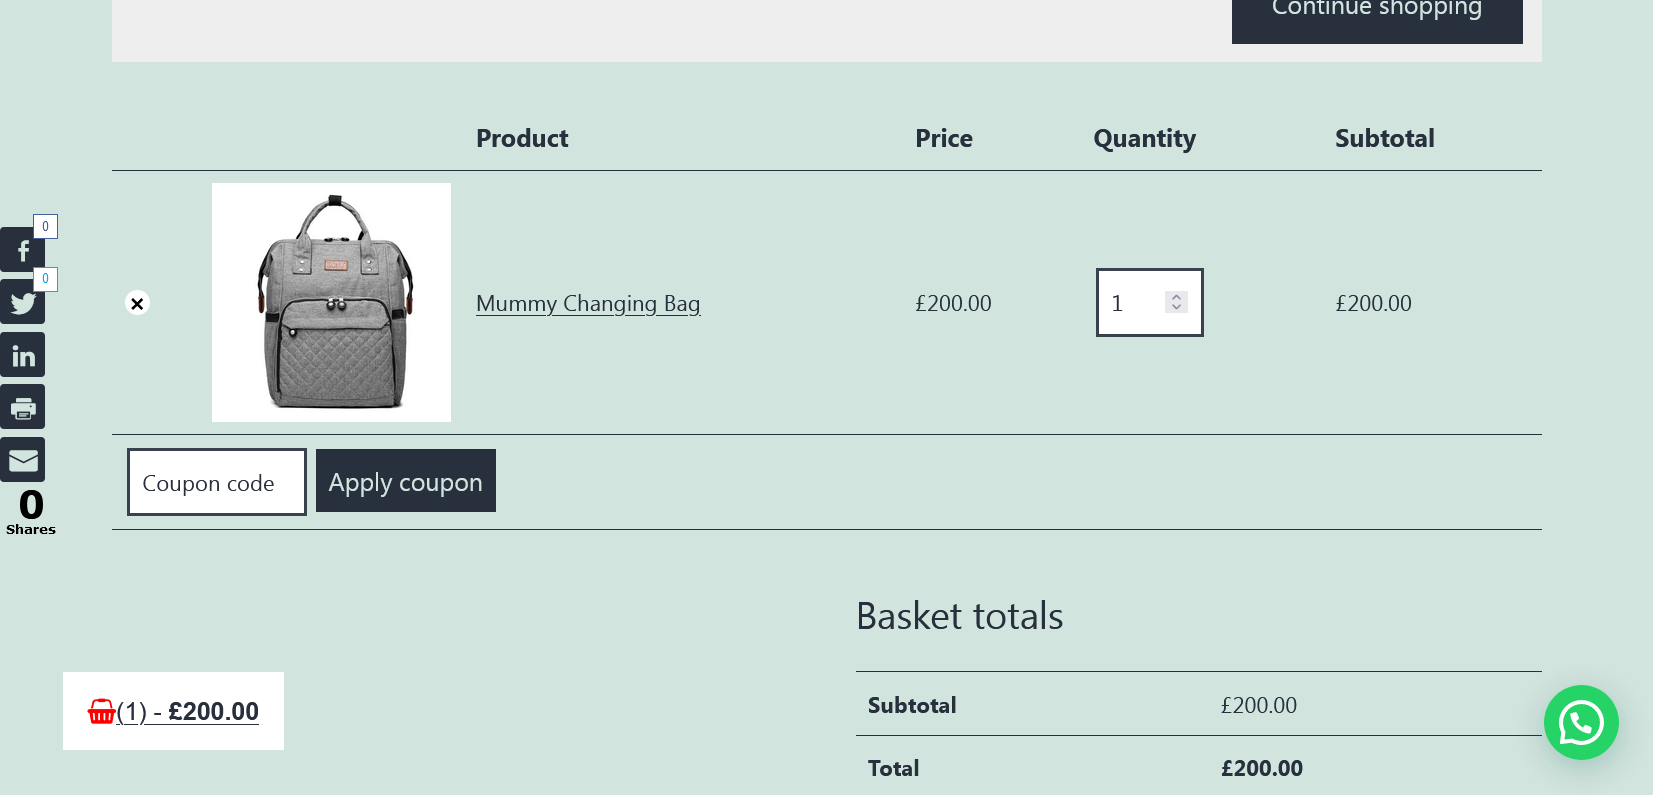 Continue shopping
Product Price Quantity Subtotal
0
0
Mummy Changing Bag £200.00 1 £200.00
Coupon code Apply coupon
0
Shares
Basket totals
(1) - £200.00
Subtotal £200.00
Total £200.00